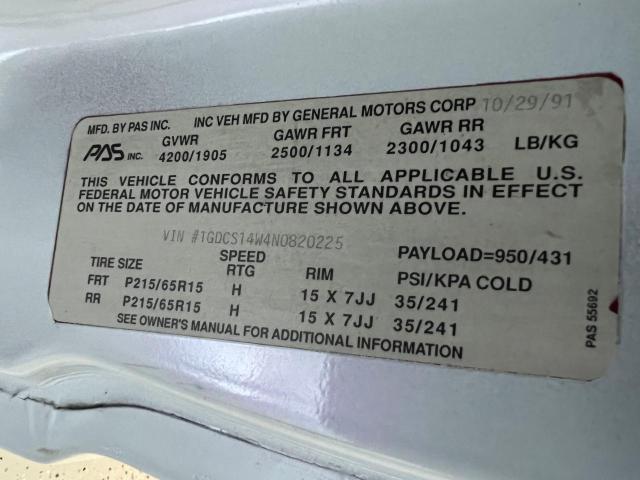 MFD. BY PAS INC. INC VEH MFD BY GENERAL MOTORS CORP 10/29/91
PAS INC. GVWR 4200/1905 GAWR FRT 2500/1134 GAWR RR 2300/1043 LB/KG
THIS VEHICLE CONFORMS TO ALL APPLICABLE U.S.
FEDERAL MOTOR VEHICLE SAFETY STANDARDS IN EFFECT
ON THE DATE OF MANUFACTURE SHOWN ABOVE.
VIN #1GDCS14W4N0820225 PAYLOAD=950/431
TIRE SIZE SPEED RTG RIM PSI/KPA COLD
FRT P215/65R15 H 15 X 7JJ 35/241
RR P215/65R15 H 15 X 7JJ 35/241
SEE OWNER'S MANUAL FOR ADDITIONAL INFORMATION
PAS 55692